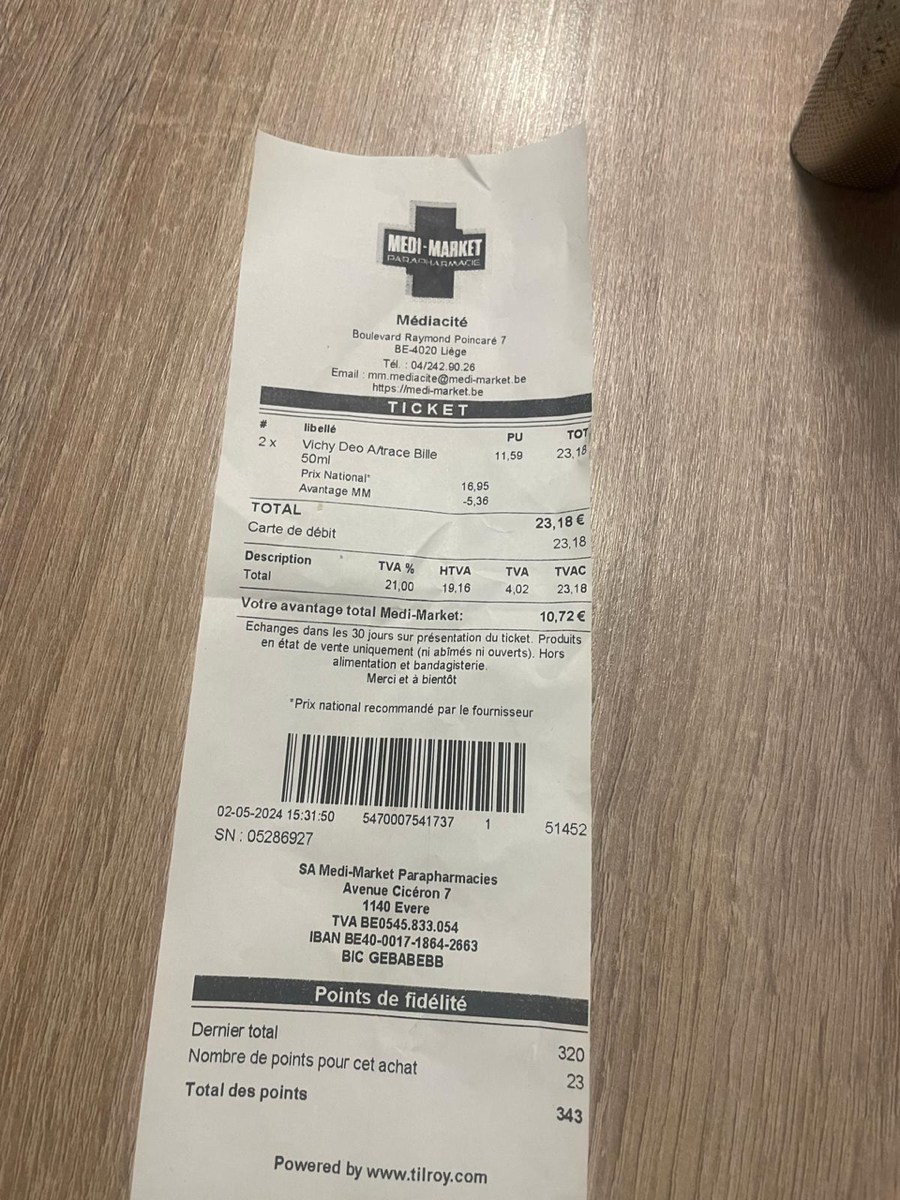 MEDI-MARKET
PARAPHARMACIE
Médiacité
Boulevard Raymond Poincaré 7
BE-4020 Liège
Tél. : 04/242.90.26
Email : mm.mediacite@medi-market.be
https://medi-market.be
TICKET
# libellé PU TOT
2 x Vichy Deo A/trace Bille 11,59 23,18
50ml
Prix National* 16,95
Avantage MM -5,36
TOTAL 23,18 €
Carte de débit 23,18
Description TVA % HTVA TVA TVAC
Total 21,00 19,16 4,02 23,18
Votre avantage total Medi-Market: 10,72 €
Echanges dans les 30 jours sur présentation du ticket. Produits
en état de vente uniquement (ni abîmés ni ouverts). Hors
alimentation et bandagisterie.
Merci et à bientôt
*Prix national recommandé par le fournisseur
02-05-2024 15:31:50 5470007541737 1 51452
SN : 05286927
SA Medi-Market Parapharmacies
Avenue Cicéron 7
1140 Evere
TVA BE0545.833.054
IBAN BE40-0017-1864-2663
BIC GEBABEBB
Points de fidélité
Dernier total 320
Nombre de points pour cet achat 23
Total des points 343
Powered by www.tilroy.com